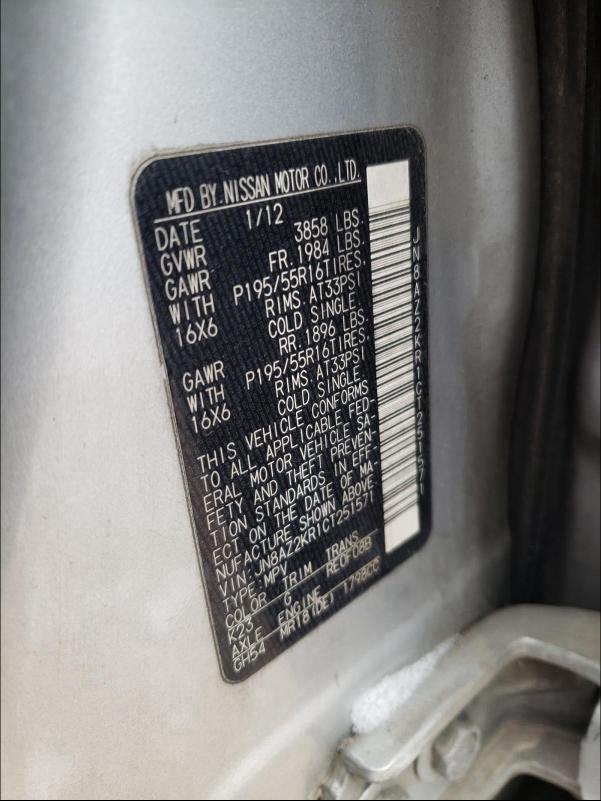 MFD BY NISSAN MOTOR CO.,LTD.
DATE 1/12
GVWR 3858 LBS.
GAWR FR. 1984 LBS.
WITH P195/55R16TIRES,
16X6 RIMS AT33PSI
COLD SINGLE.
GAWR RR. 1896 LBS.
WITH P195/55R16TIRES,
16X6 RIMS AT33PSI
COLD SINGLE.
THIS VEHICLE CONFORMS
TO ALL APPLICABLE FED-
ERAL MOTOR VEHICLE SA-
FETY AND THEFT PREVEN-
TION STANDARDS IN EFF-
ECT ON THE DATE OF MA-
NUFACTURE SHOWN ABOVE.
VIN:JN8AZ2KR1CT251571
TYPE:MPV
COLOR TRIM TRANS
K23 G RE0F08B
AXLE ENGINE
GH54 MR18(DE) 1798CC
JN8AZ2KR1CT251571